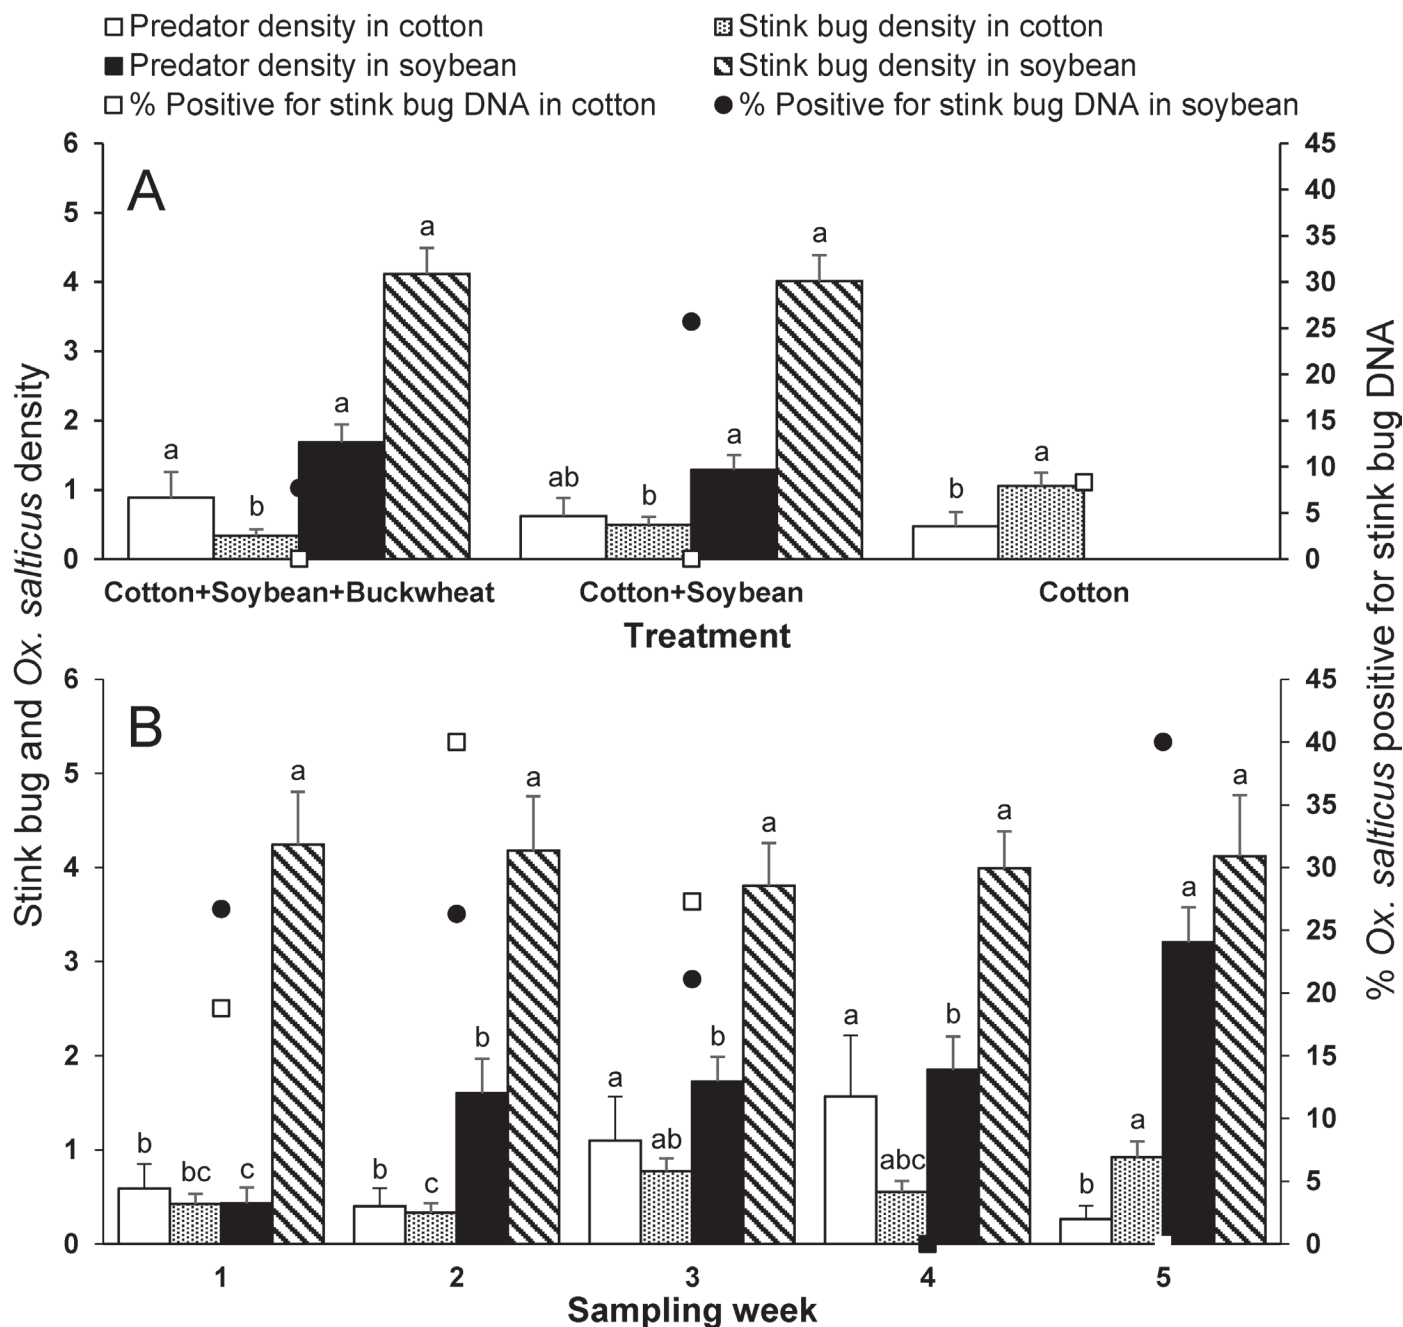 Predator density in cotton
Stink bug density in cotton
Predator density in soybean
Stink bug density in soybean
% Positive for stink bug DNA in cotton
% Positive for stink bug DNA in soybean
Stink bug and Ox. salticus density
% Ox. salticus positive for stink bug DNA
A
6
5
4
3
2
1
0
45
40
35
30
25
20
15
10
5
0
a
b
a
a
ab
b
a
a
b
a
Cotton+Soybean+Buckwheat
Cotton+Soybean
Cotton
Treatment
B
6
5
4
3
2
1
0
45
40
35
30
25
20
15
10
5
0
b
bc
c
a
b
c
b
a
a
ab
b
a
a
abc
b
a
b
a
a
a
1
2
3
4
5
Sampling week